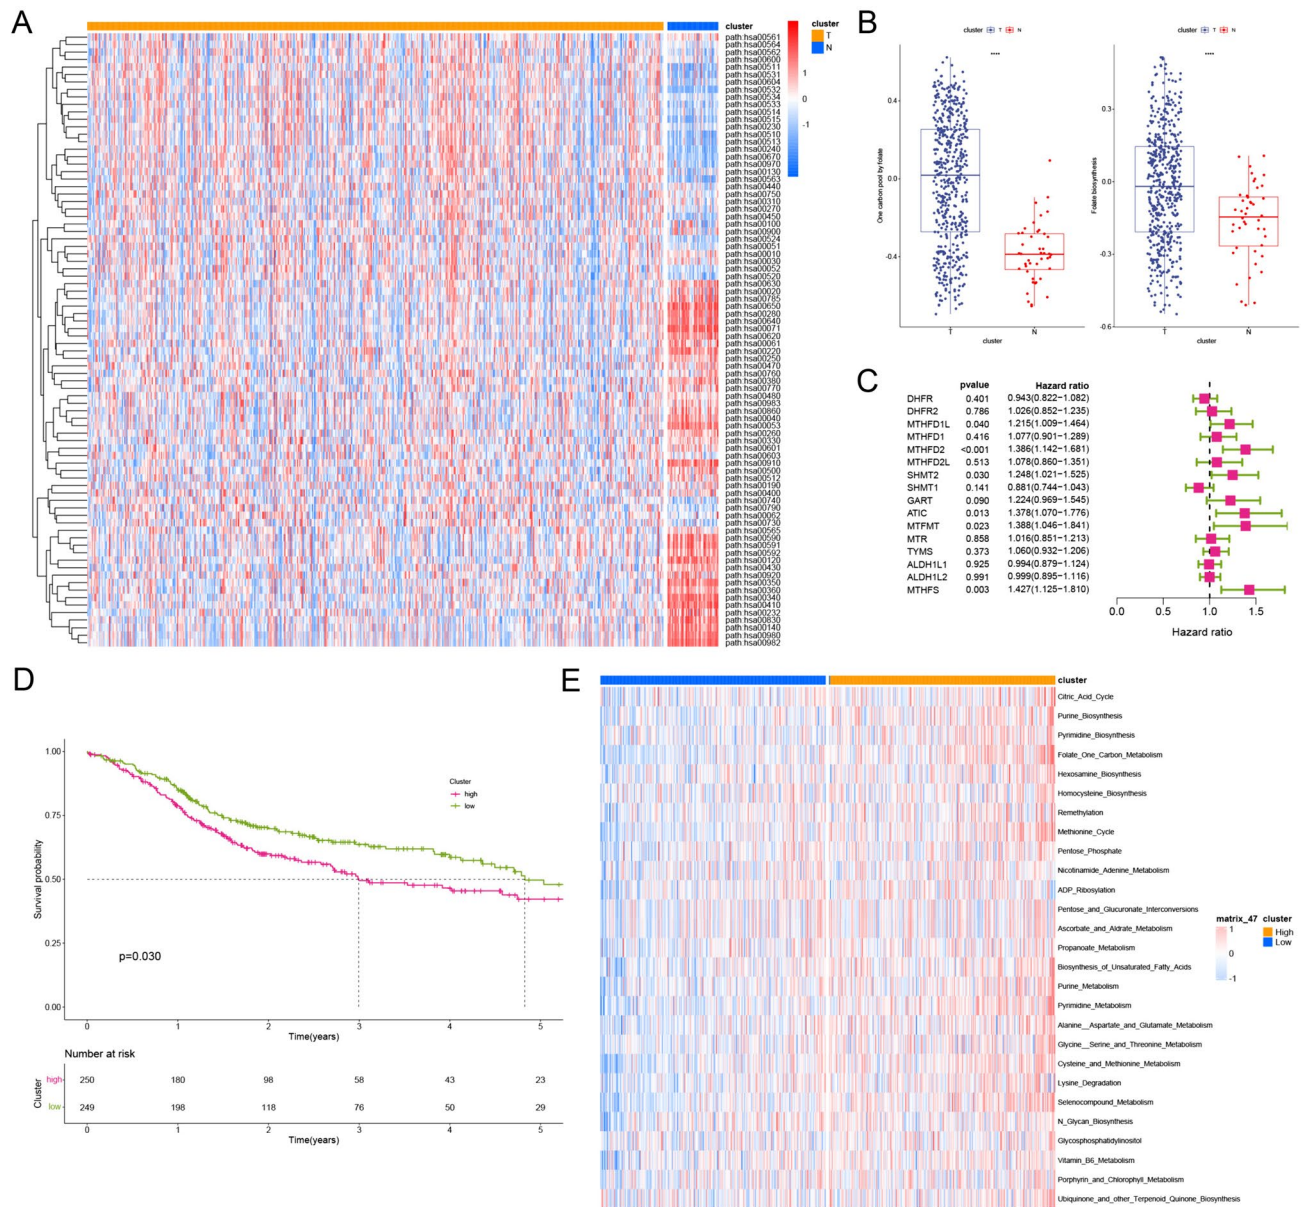 A
cluster
path:hsa00561
path:hsa00564
path:hsa00562
path:hsa00600
path:hsa00511
path:hsa00531
path:hsa00604
path:hsa00532
path:hsa00534
path:hsa00533
path:hsa00514
path:hsa00515
path:hsa00230
path:hsa00510
path:hsa00513
path:hsa00240
path:hsa00670
path:hsa00970
path:hsa00130
path:hsa00563
path:hsa00440
path:hsa00750
path:hsa00310
path:hsa00270
path:hsa00450
path:hsa00100
path:hsa00900
path:hsa00524
path:hsa00051
path:hsa00010
path:hsa00030
path:hsa00052
path:hsa00520
path:hsa00630
path:hsa00020
path:hsa00785
path:hsa00650
path:hsa00280
path:hsa00640
path:hsa00071
path:hsa00620
path:hsa00061
path:hsa00220
path:hsa00250
path:hsa00470
path:hsa00760
path:hsa00380
path:hsa00770
path:hsa00480
path:hsa00983
path:hsa00860
path:hsa00040
path:hsa00053
path:hsa00260
path:hsa00330
path:hsa00601
path:hsa00603
path:hsa00910
path:hsa00500
path:hsa00512
path:hsa00190
path:hsa00400
path:hsa00740
path:hsa00790
path:hsa00062
path:hsa00730
path:hsa00565
path:hsa00590
path:hsa00591
path:hsa00592
path:hsa00120
path:hsa00430
path:hsa00920
path:hsa00350
path:hsa00360
path:hsa00340
path:hsa00410
path:hsa00232
path:hsa00830
path:hsa00140
path:hsa00980
path:hsa00982
1
0
-1
cluster
T
N
B
cluster T N
****
One carbon pool by folate
0.4
0.0
-0.4
T N
cluster
cluster T N
****
Folate biosynthesis
0.3
0.0
-0.3
-0.6
T N
cluster
C
pvalue Hazard ratio
DHFR 0.401 0.943(0.822−1.082)
DHFR2 0.786 1.026(0.852−1.235)
MTHFD1L 0.040 1.215(1.009−1.464)
MTHFD1 0.416 1.077(0.901−1.289)
MTHFD2 <0.001 1.386(1.142−1.681)
MTHFD2L 0.513 1.078(0.860−1.351)
SHMT2 0.030 1.248(1.021−1.525)
SHMT1 0.141 0.881(0.744−1.043)
GART 0.090 1.224(0.969−1.545)
ATIC 0.013 1.378(1.070−1.776)
MTFMT 0.023 1.388(1.046−1.841)
MTR 0.858 1.016(0.851−1.213)
TYMS 0.373 1.060(0.932−1.206)
ALDH1L1 0.925 0.994(0.879−1.124)
ALDH1L2 0.991 0.999(0.895−1.116)
MTHFS 0.003 1.427(1.125−1.810)
0.0 0.5 1.0 1.5
Hazard ratio
D
Survival probability
1.00
0.75
0.50
0.25
0.00
Cluster
high
low
p=0.030
0 1 2 3 4 5
Time(years)
Number at risk
Cluster
high 250 180 98 58 43 23
low 249 198 118 76 50 29
0 1 2 3 4 5
Time(years)
E
cluster
Citric_Acid_Cycle
Purine_Biosynthesis
Pyrimidine_Biosynthesis
Folate_One_Carbon_Metabolism
Hexosamine_Biosynthesis
Homocysteine_Biosynthesis
Remethylation
Methionine_Cycle
Pentose_Phosphate
Nicotinamide_Adenine_Metabolism
ADP_Ribosylation
Pentose_and_Glucuronate_Interconversions
Ascorbate_and_Aldrate_Metabolism
Propanoate_Metabolism
Biosynthesis_of_Unsaturated_Fatty_Acids
Purine_Metabolism
Pyrimidine_Metabolism
Alanine__Aspartate_and_Glutamate_Metabolism
Glycine__Serine_and_Threonine_Metabolism
Cysteine_and_Methionine_Metabolism
Lysine_Degradation
Selenocompound_Metabolism
N_Glycan_Biosynthesis
Glycosphosphatidylinositol
Vitamin_B6_Metabolism
Porphyrin_and_Chlorophyll_Metabolism
Ubiquinone_and_other_Terpenoid_Quinone_Biosynthesis
matrix_47
1
0
-1
cluster
High
Low